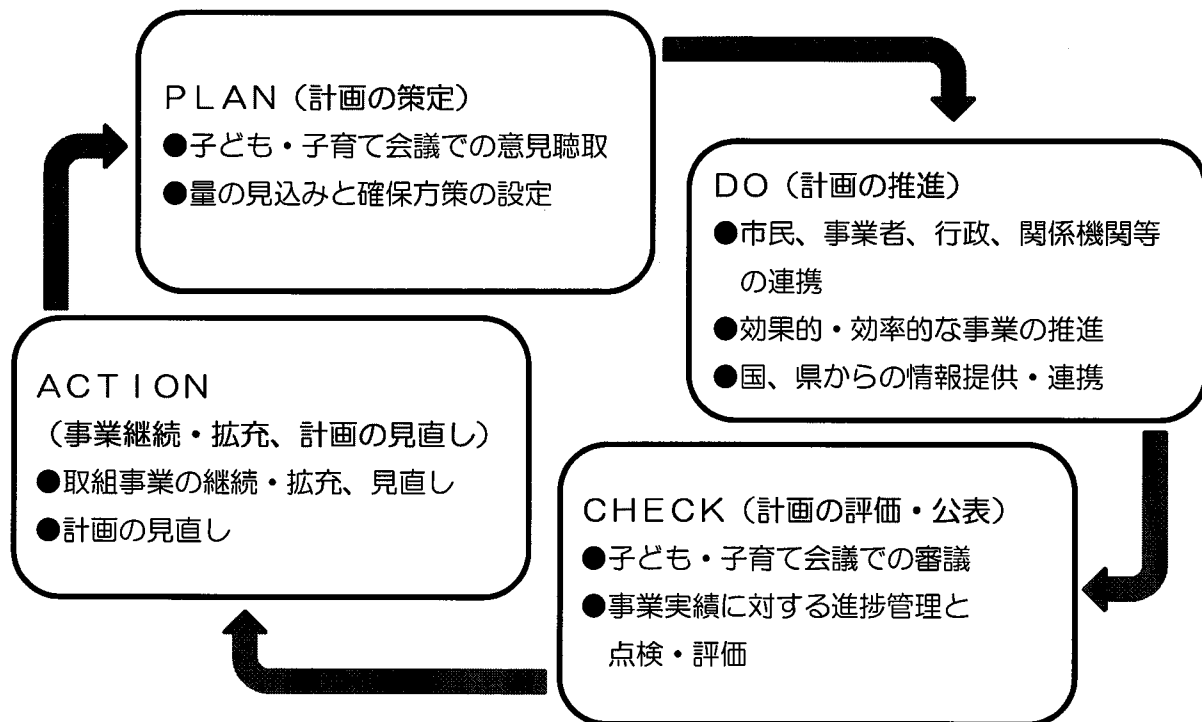 PLAN（計画の策定）
●子ども・子育て会議での意見聴取
●量の見込みと確保方策の設定
DO（計画の推進）
●市民、事業者、行政、関係機関等
の連携
●効果的・効率的な事業の推進
●国、県からの情報提供・連携
CHECK（計画の評価・公表）
●子ども・子育て会議での審議
●事業実績に対する進捗管理と
点検・評価
ACTION
（事業継続・拡充、計画の見直し）
●取組事業の継続・拡充、見直し
●計画の見直し